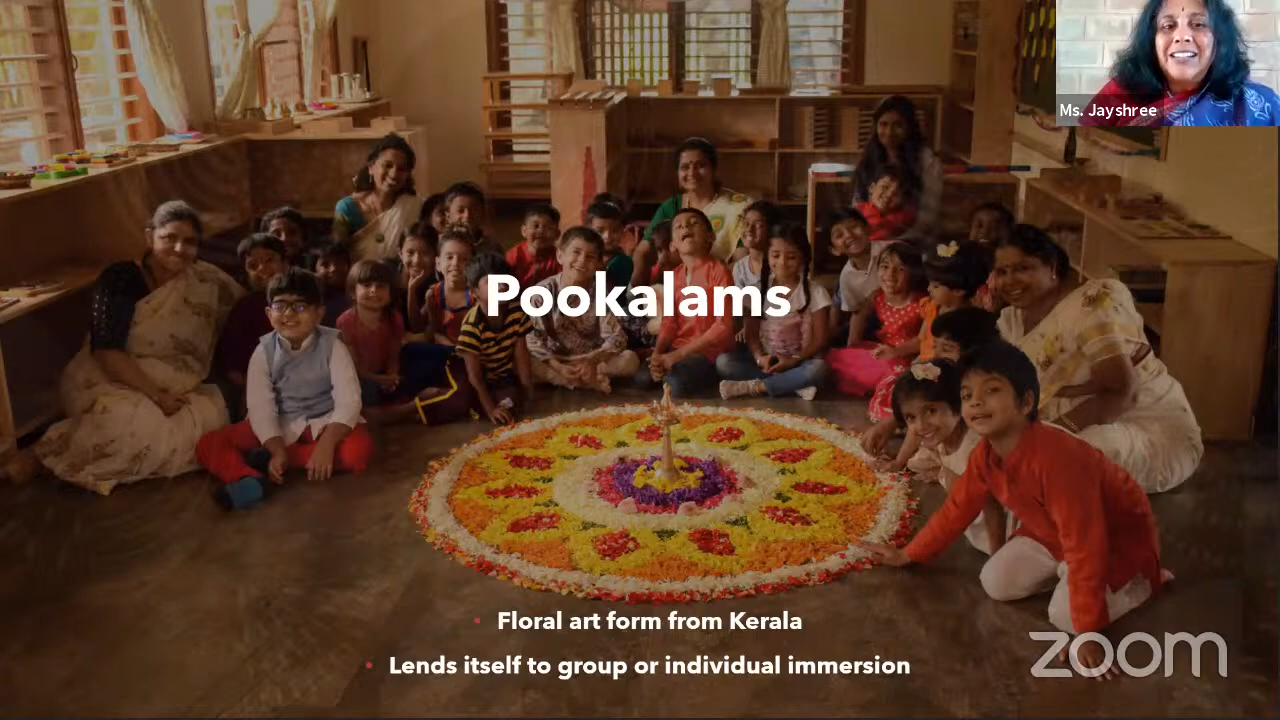 Ms. Jayshree
Pookalams
• Floral art form from Kerala
• Lends itself to group or individual immersion
zoom